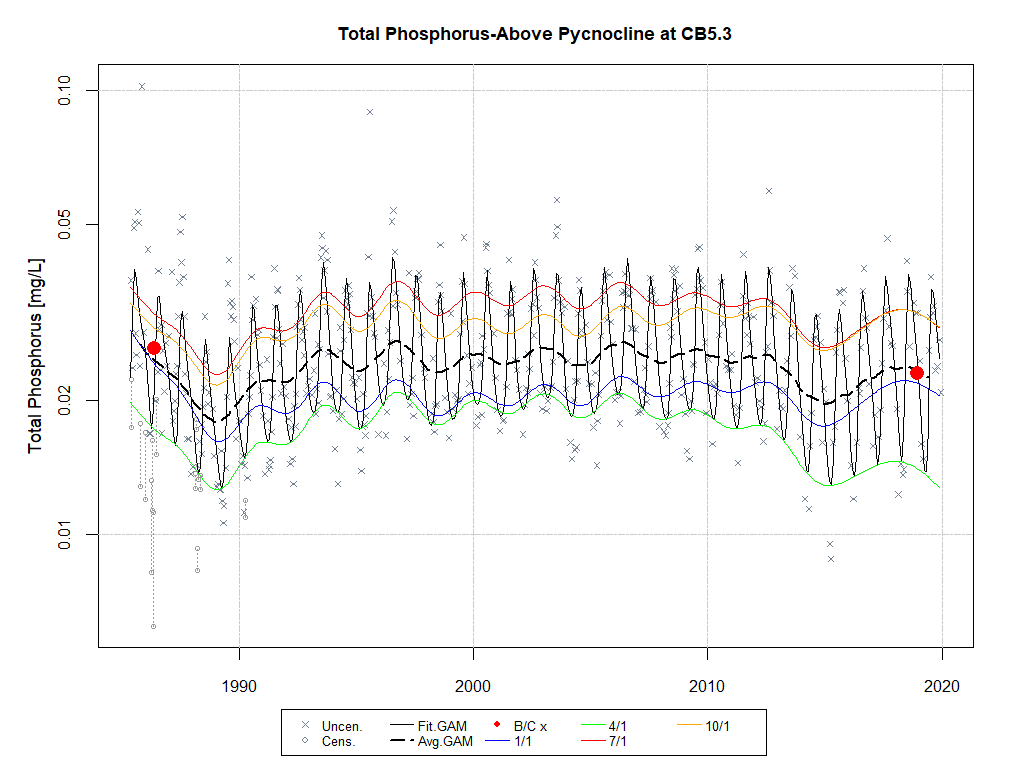 Total Phosphorus-Above Pycnocline at CB5.3
Total Phosphorus [mg/L]
0.10
0.05
0.02
0.01
1990 2000 2010 2020
Uncen. Fit.GAM B/C x 4/1 10/1
Cens. Avg.GAM 1/1 7/1